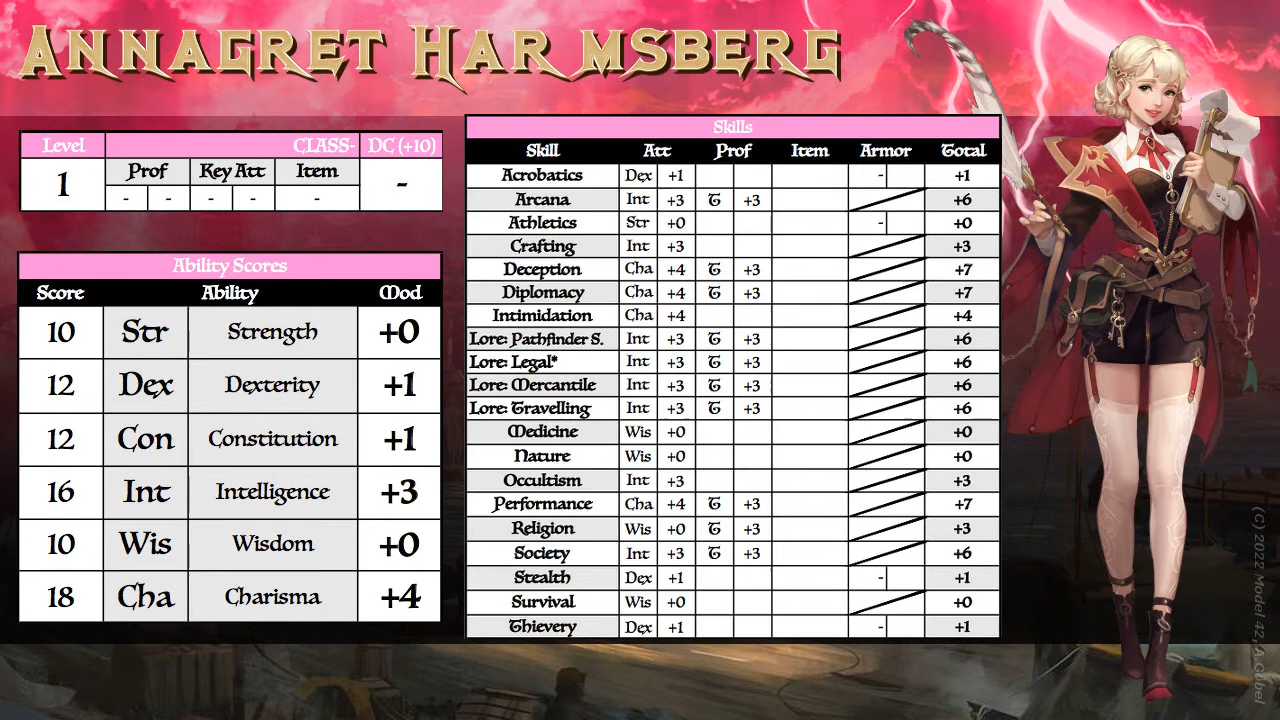 Annagret Harmsberg
Level CLASS- DC (+10)
1 Prof Key Att Item -
- - - - -
Ability Scores
Score Ability Mod
10 Str Strength +0
12 Dex Dexterity +1
12 Con Constitution +1
16 Int Intelligence +3
10 Wis Wisdom +0
18 Cha Charisma +4
Skills
Skill Att Prof Item Armor Total
Acrobatics Dex +1 - +1
Arcana Int +3 T +3 +6
Athletics Str +0 - +0
Crafting Int +3 +3
Deception Cha +4 T +3 +7
Diplomacy Cha +4 T +3 +7
Intimidation Cha +4 +4
Lore: Pathfinder S. Int +3 T +3 +6
Lore: Legal* Int +3 T +3 +6
Lore: Mercantile Int +3 T +3 +6
Lore: Travelling Int +3 T +3 +6
Medicine Wis +0 +0
Nature Wis +0 +0
Occultism Int +3 +3
Performance Cha +4 T +3 +7
Religion Wis +0 T +3 +3
Society Int +3 T +3 +6
Stealth Dex +1 - +1
Survival Wis +0 +0
Thievery Dex +1 - +1
(C) 2022 Model 42, A.Göbel